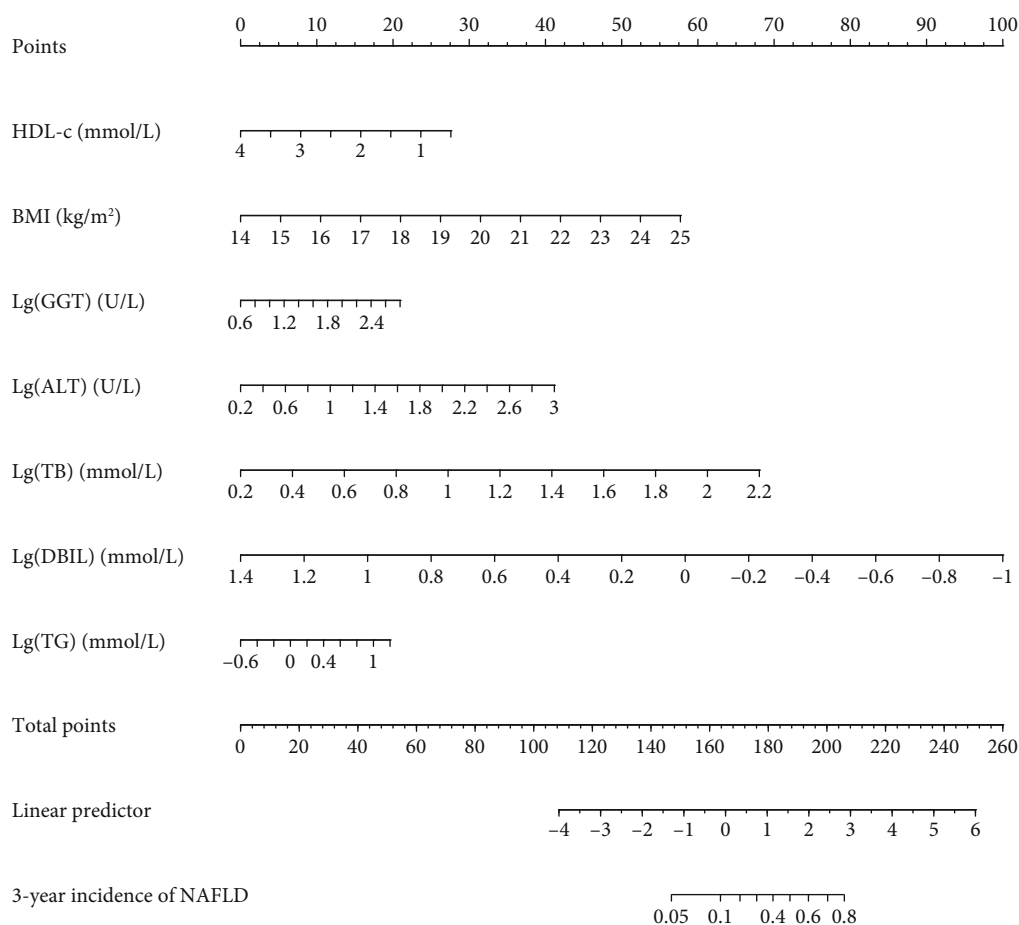 0 10 20 30 40 50 60 70 80 90 100
Points
HDL-c (mmol/L)
4 3 2 1
BMI (kg/m²)
14 15 16 17 18 19 20 21 22 23 24 25
Lg(GGT) (U/L)
0.6 1.2 1.8 2.4
Lg(ALT) (U/L)
0.2 0.6 1 1.4 1.8 2.2 2.6 3
Lg(TB) (mmol/L)
0.2 0.4 0.6 0.8 1 1.2 1.4 1.6 1.8 2 2.2
Lg(DBIL) (mmol/L)
1.4 1.2 1 0.8 0.6 0.4 0.2 0 –0.2 –0.4 –0.6 –0.8 –1
Lg(TG) (mmol/L)
–0.6 0 0.4 1
Total points
0 20 40 60 80 100 120 140 160 180 200 220 240 260
Linear predictor
–4 –3 –2 –1 0 1 2 3 4 5 6
3-year incidence of NAFLD
0.05 0.1 0.4 0.6 0.8